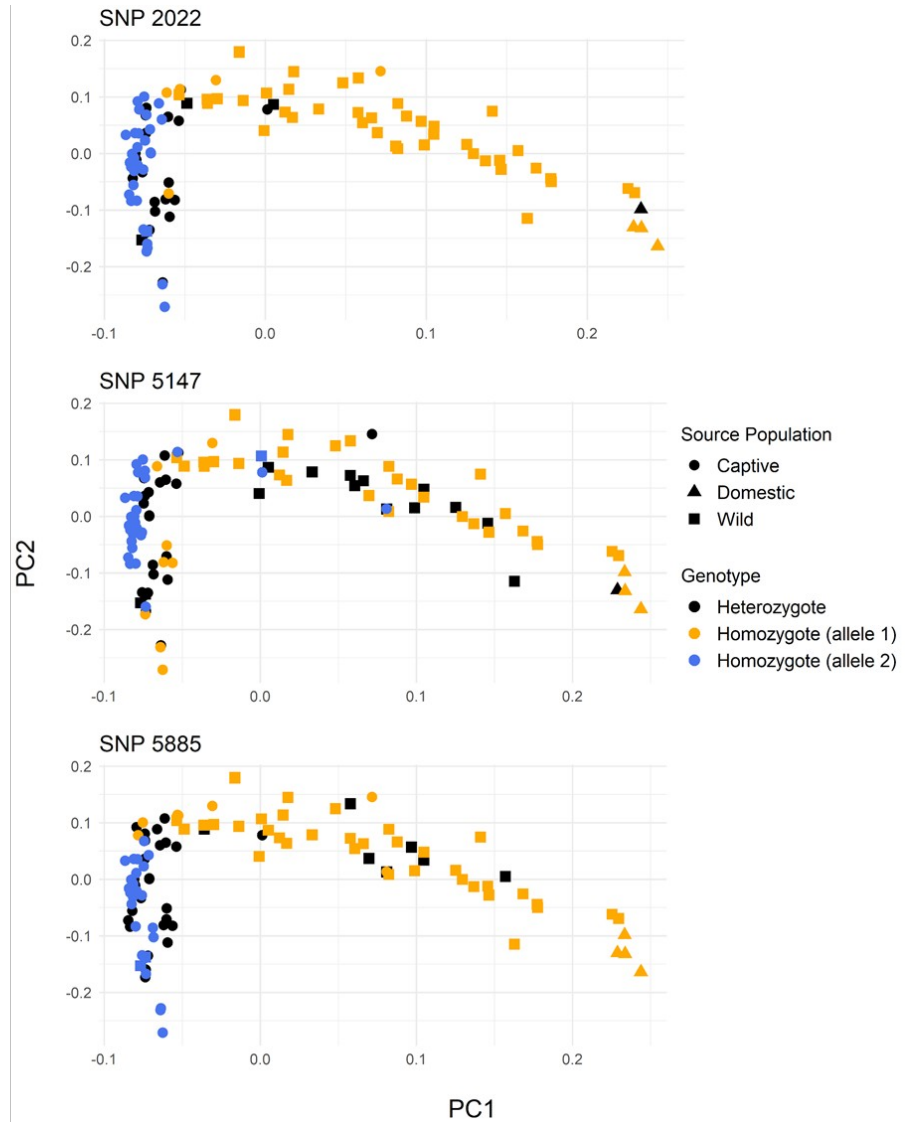 SNP 2022
0.2
0.1
0.0
-0.1
-0.2
-0.1 0.0 0.1 0.2
SNP 5147
0.2
0.1
0.0
-0.1
-0.2
-0.1 0.0 0.1 0.2
SNP 5885
0.2
0.1
0.0
-0.1
-0.2
-0.1 0.0 0.1 0.2
PC2
PC1
Source Population
Captive
Domestic
Wild
Genotype
Heterozygote
Homozygote (allele 1)
Homozygote (allele 2)